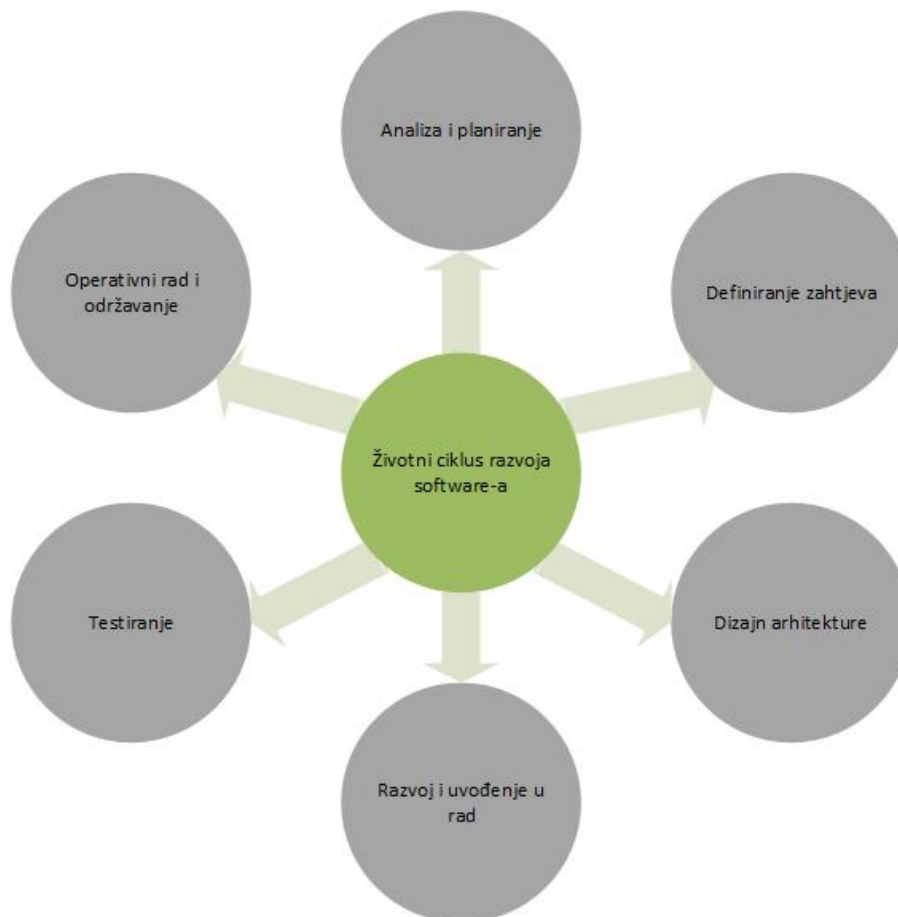 Analiza i planiranje
Operativni rad i
održavanje
Definiranje zahtjeva
Životni ciklus razvoja
software-a
Testiranje
Dizajn arhitekture
Razvoj i uvođenje u
rad